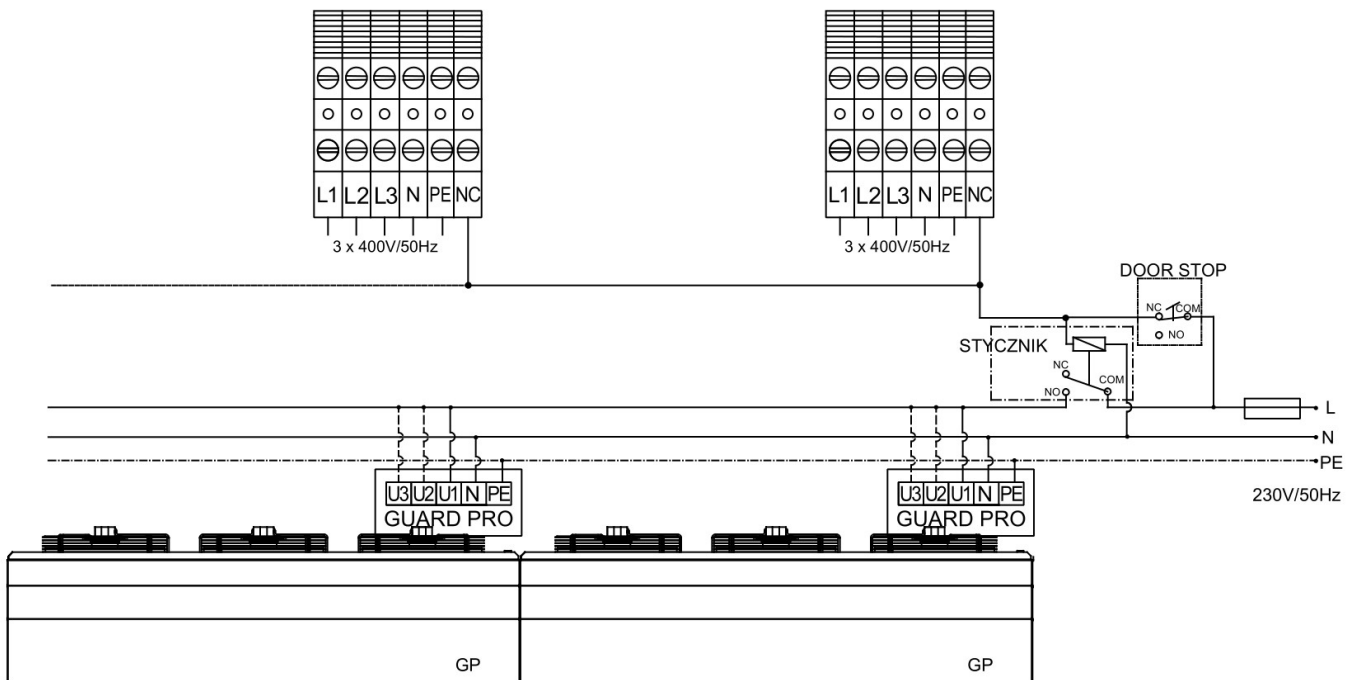 L1 L2 L3 N PE NC
3 x 400V/50Hz
L1 L2 L3 N PE NC
3 x 400V/50Hz
DOOR STOP
NC COM
NO
STYCZNIK
NC
COM
NO
L
N
PE
230V/50Hz
U3 U2 U1 N PE
GUARD PRO
U3 U2 U1 N PE
GUARD PRO
GP
GP